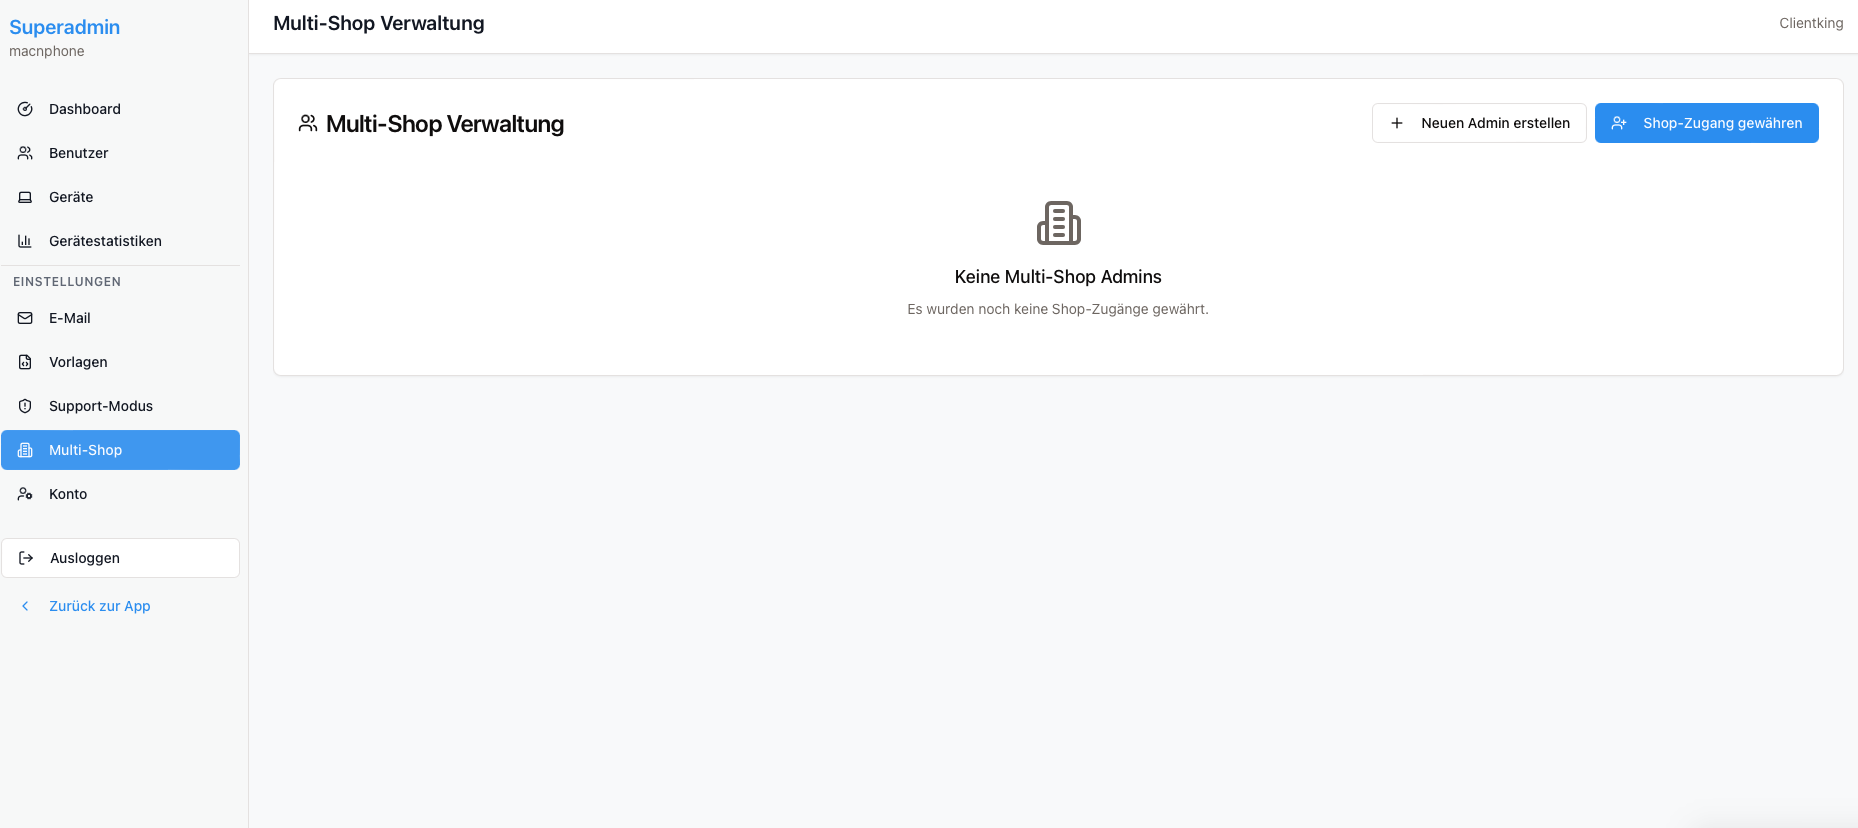 Superadmin
macnphone
Dashboard
Benutzer
Geräte
Gerätestatistiken
EINSTELLUNGEN
E-Mail
Vorlagen
Support-Modus
Multi-Shop
Konto
Ausloggen
Zurück zur App
Multi-Shop Verwaltung
Clientking
Multi-Shop Verwaltung
Neuen Admin erstellen
Shop-Zugang gewähren
Keine Multi-Shop Admins
Es wurden noch keine Shop-Zugänge gewährt.